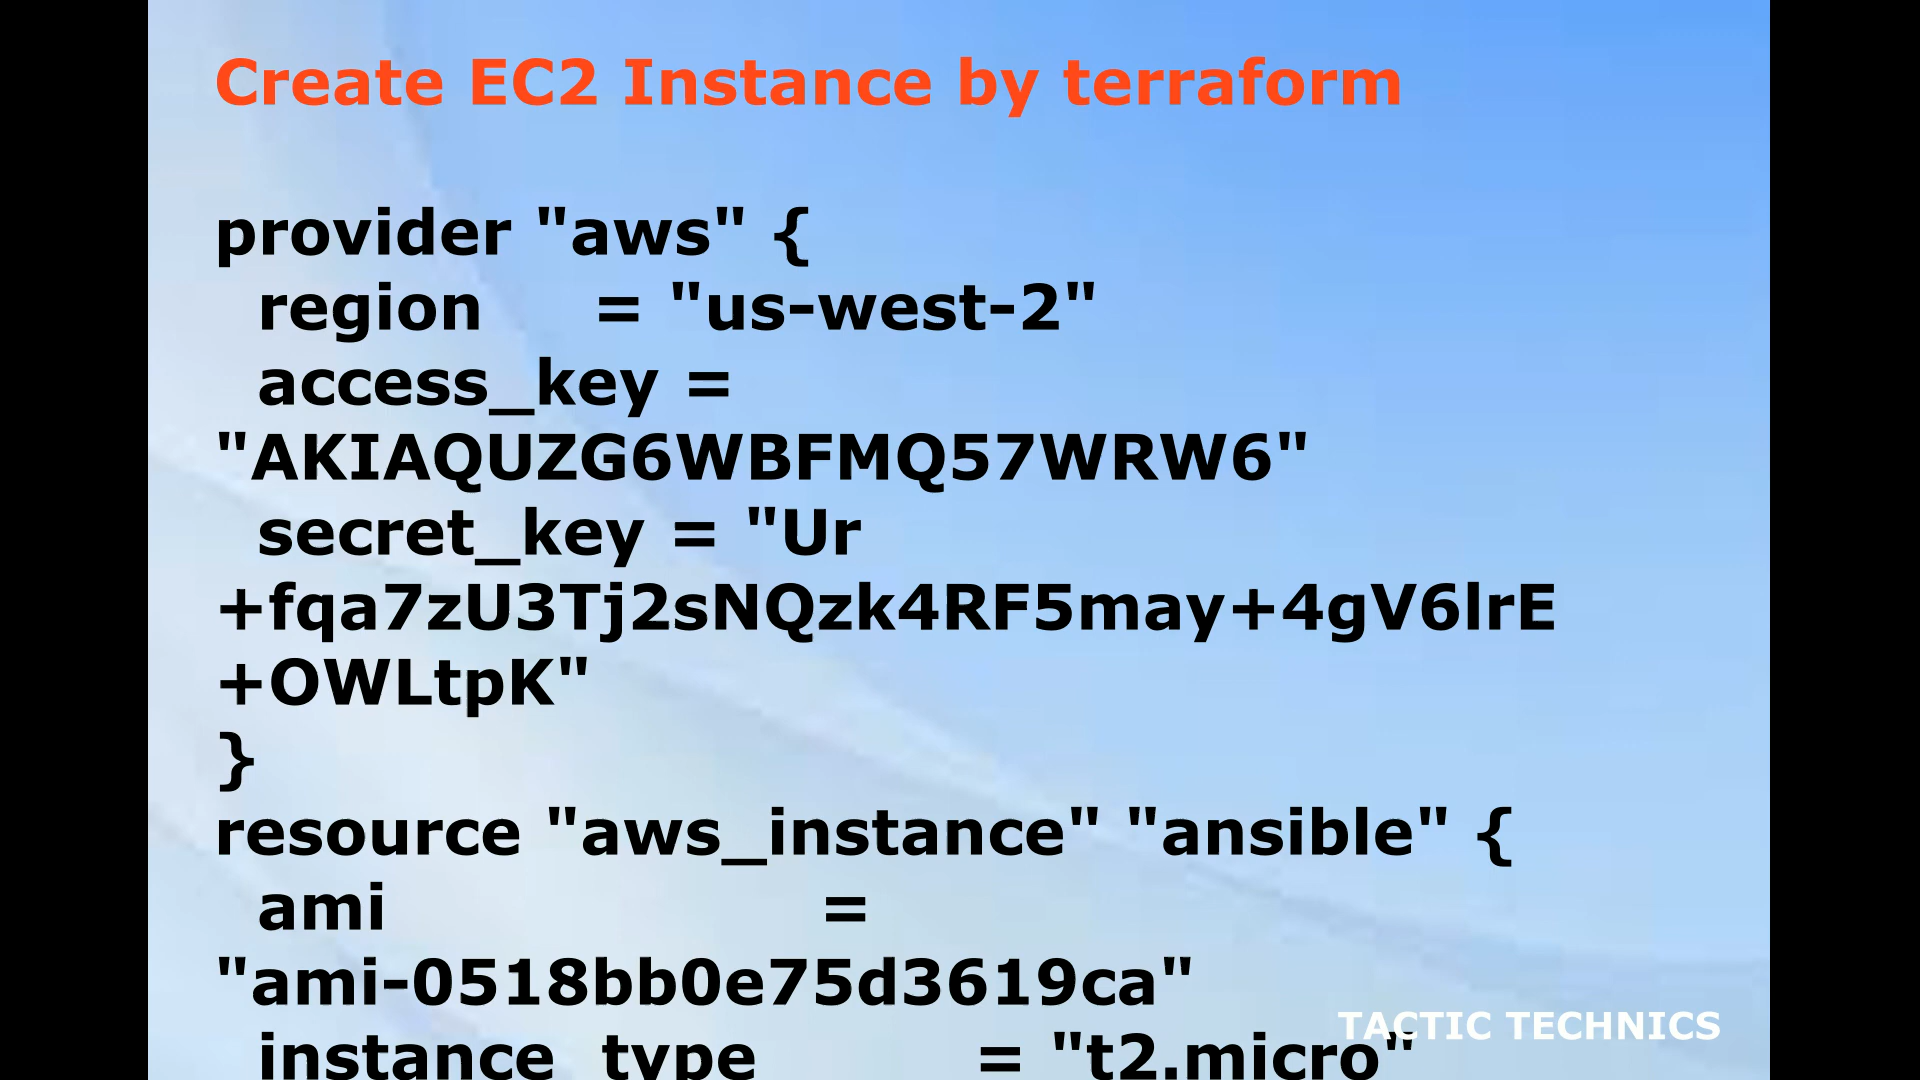 Create EC2 Instance by terraform
provider "aws" {
region = "us-west-2"
access_key =
"AKIAQUZG6WBFMQ57WRW6"
secret_key = "Ur
+fqa7zU3Tj2sNQzk4RF5may+4gV6lrE
+OWLtpK"
}
resource "aws_instance" "ansible" {
ami =
"ami-0518bb0e75d3619ca"
instance_type = "t2.micro"
TACTIC TECHNICS